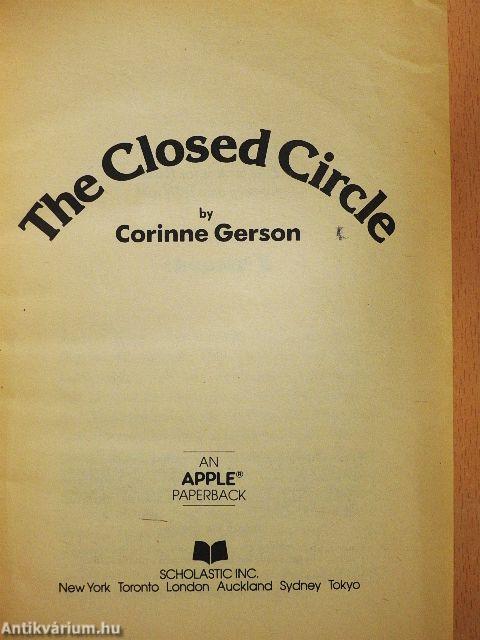 The Closed Circle
by
Corinne Gerson
AN
APPLE®
PAPERBACK
SCHOLASTIC INC.
New York Toronto London Auckland Sydney Tokyo
Antikvárium.hu